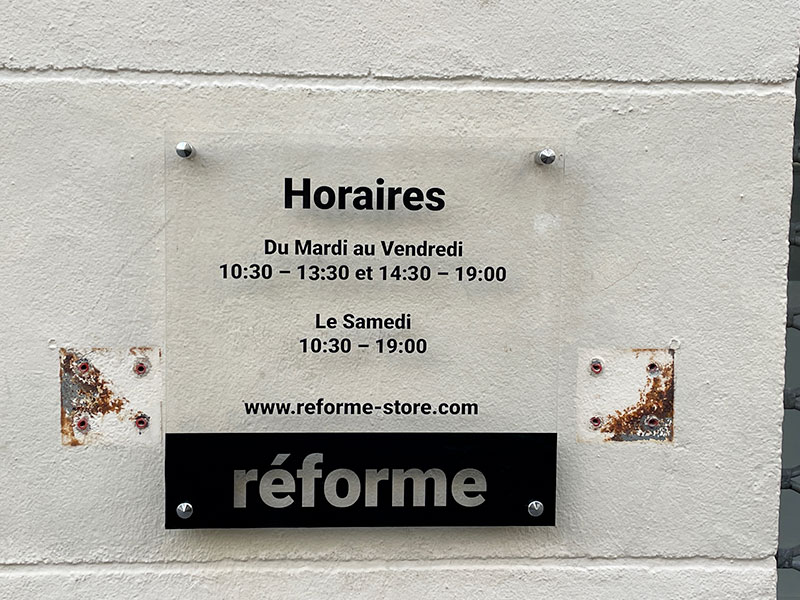 Horaires
Du Mardi au Vendredi
10:30 – 13:30 et 14:30 – 19:00
Le Samedi
10:30 – 19:00
www.reforme-store.com
réforme